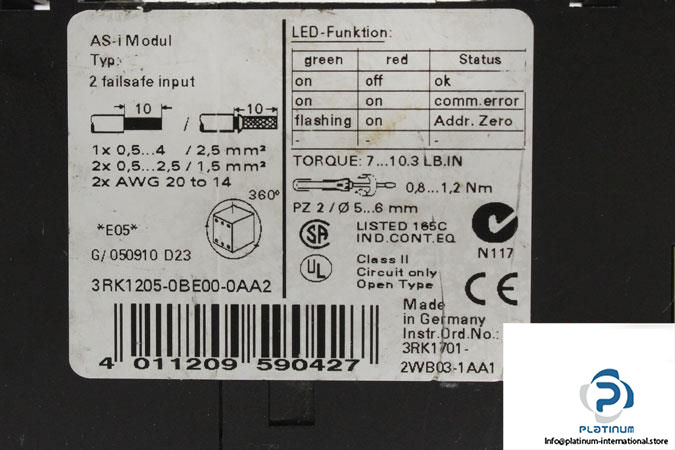 AS-i Modul
Typ:
2 failsafe input
10 / 10
1x 0,5...4 / 2,5 mm²
2x 0,5...2,5 / 1,5 mm²
2x AWG 20 to 14
360°
*E05*
G/ 050910 D23
3RK1205-0BE00-0AA2
4 011209 590427
LED-Funktion:
green red Status
on off ok
on on comm.error
flashing on Addr. Zero
- - -
TORQUE: 7...10.3 LB.IN
0,8...1,2 Nm
PZ 2 / Ø 5...6 mm
SA
LISTED 165C
IND.CONT.EQ
N117
UL
Class II
Circuit only
Open Type
CE
Made
in Germany
Instr.Ord.No.:
3RK1701-
2WB03-1AA1
PLATINUM
Info@platinum-international.store